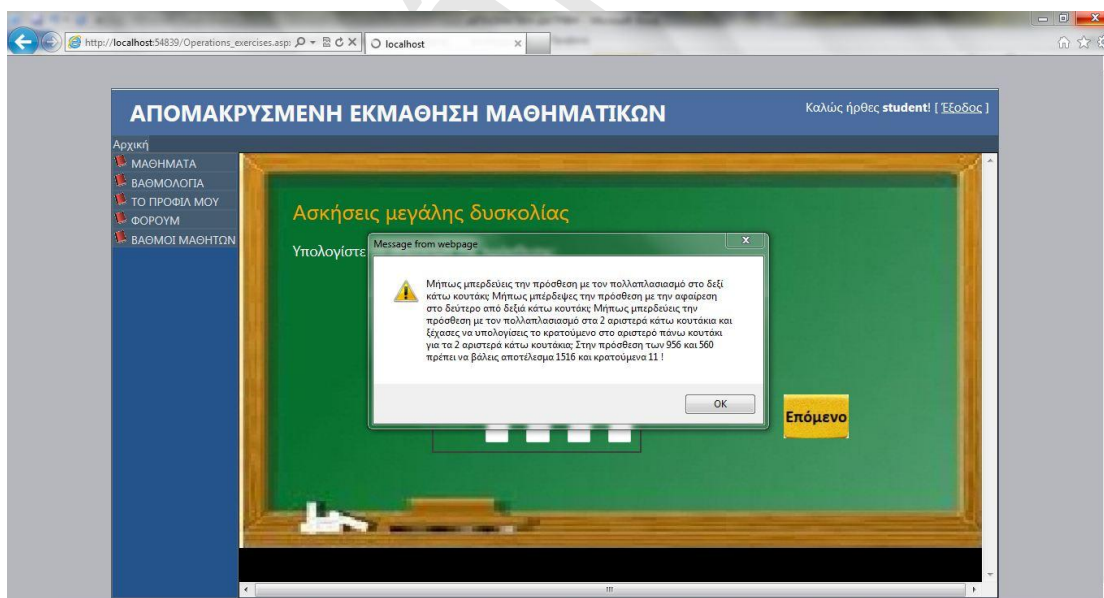 http://localhost:54839/Operations_exercises.asp:
localhost
ΑΠΟΜΑΚΡΥΣΜΕΝΗ ΕΚΜΑΘΗΣΗ ΜΑΘΗΜΑΤΙΚΩΝ
Καλώς ήρθες student! [ Έξοδος ]
Αρχική
ΜΑΘΗΜΑΤΑ
ΒΑΘΜΟΛΟΓΙΑ
ΤΟ ΠΡΟΦΙΛ ΜΟΥ
ΦΟΡΟΥΜ
ΒΑΘΜΟΙ ΜΑΘΗΤΩΝ
Ασκήσεις μεγάλης δυσκολίας
Υπολογίστε
Message from webpage
Μήπως μπερδεύεις την πρόσθεση με τον πολλαπλασιασμό στο δεξί
κάτω κουτάκι; Μήπως μπέρδεψες την πρόσθεση με την αφαίρεση
στο δεύτερο από δεξιά κάτω κουτάκι; Μήπως μπερδεύεις την
πρόσθεση με τον πολλαπλασιασμό στα 2 αριστερά κάτω κουτάκια και
ξέχασες να υπολογίσεις το κρατούμενο στο αριστερό πάνω κουτάκι
για τα 2 αριστερά κάτω κουτάκια; Στην πρόσθεση των 956 και 560
πρέπει να βάλεις αποτέλεσμα 1516 και κρατούμενα 11 !
OK
Επόμενο